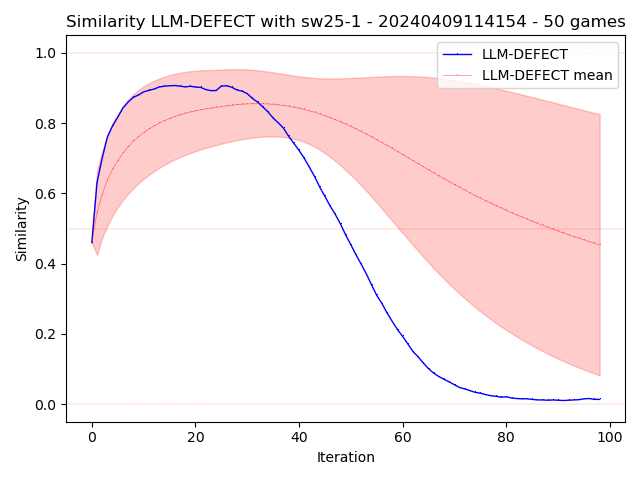 Similarity LLM-DEFECT with sw25-1 - 20240409114154 - 50 games
LLM-DEFECT
LLM-DEFECT mean
Similarity
1.0
0.8
0.6
0.4
0.2
0.0
0 20 40 60 80 100
Iteration